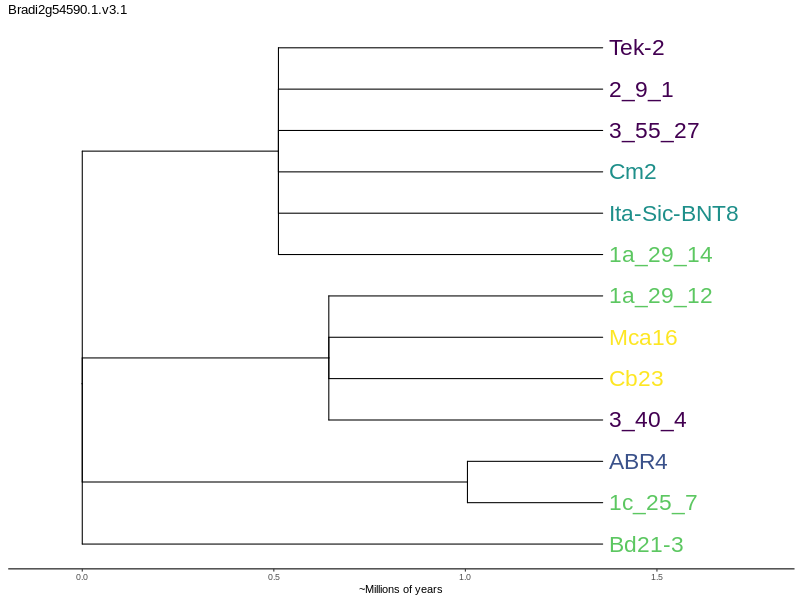 Bradi2g54590.1.v3.1
Tek-2
2_9_1
3_55_27
Cm2
Ita-Sic-BNT8
1a_29_14
1a_29_12
Mca16
Cb23
3_40_4
ABR4
1c_25_7
Bd21-3
0.0 0.5 1.0 1.5
~Millions of years